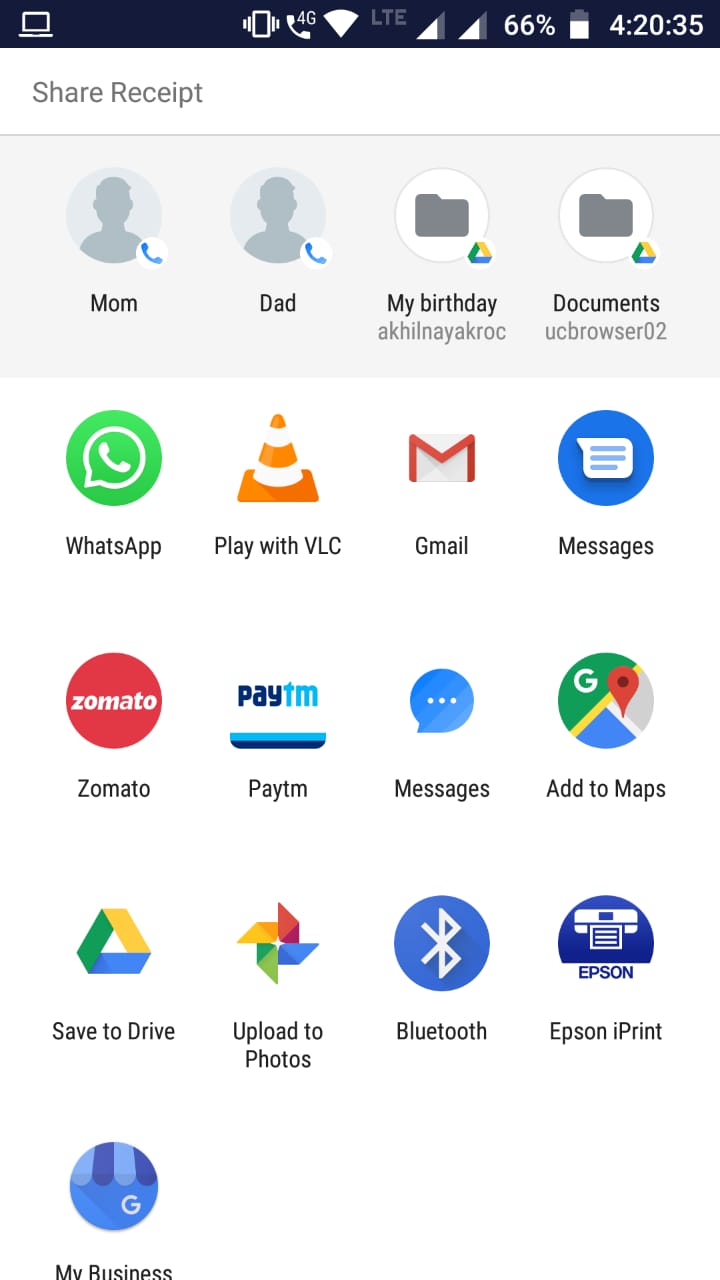 4G LTE 66% 4:20:35
Share Receipt
Mom Dad My birthday Documents
akhilnayakroc ucbrowser02
WhatsApp Play with VLC Gmail Messages
zomato paytm G
Zomato Paytm Messages Add to Maps
EPSON
Save to Drive Upload to Bluetooth Epson iPrint
Photos
G
My Business